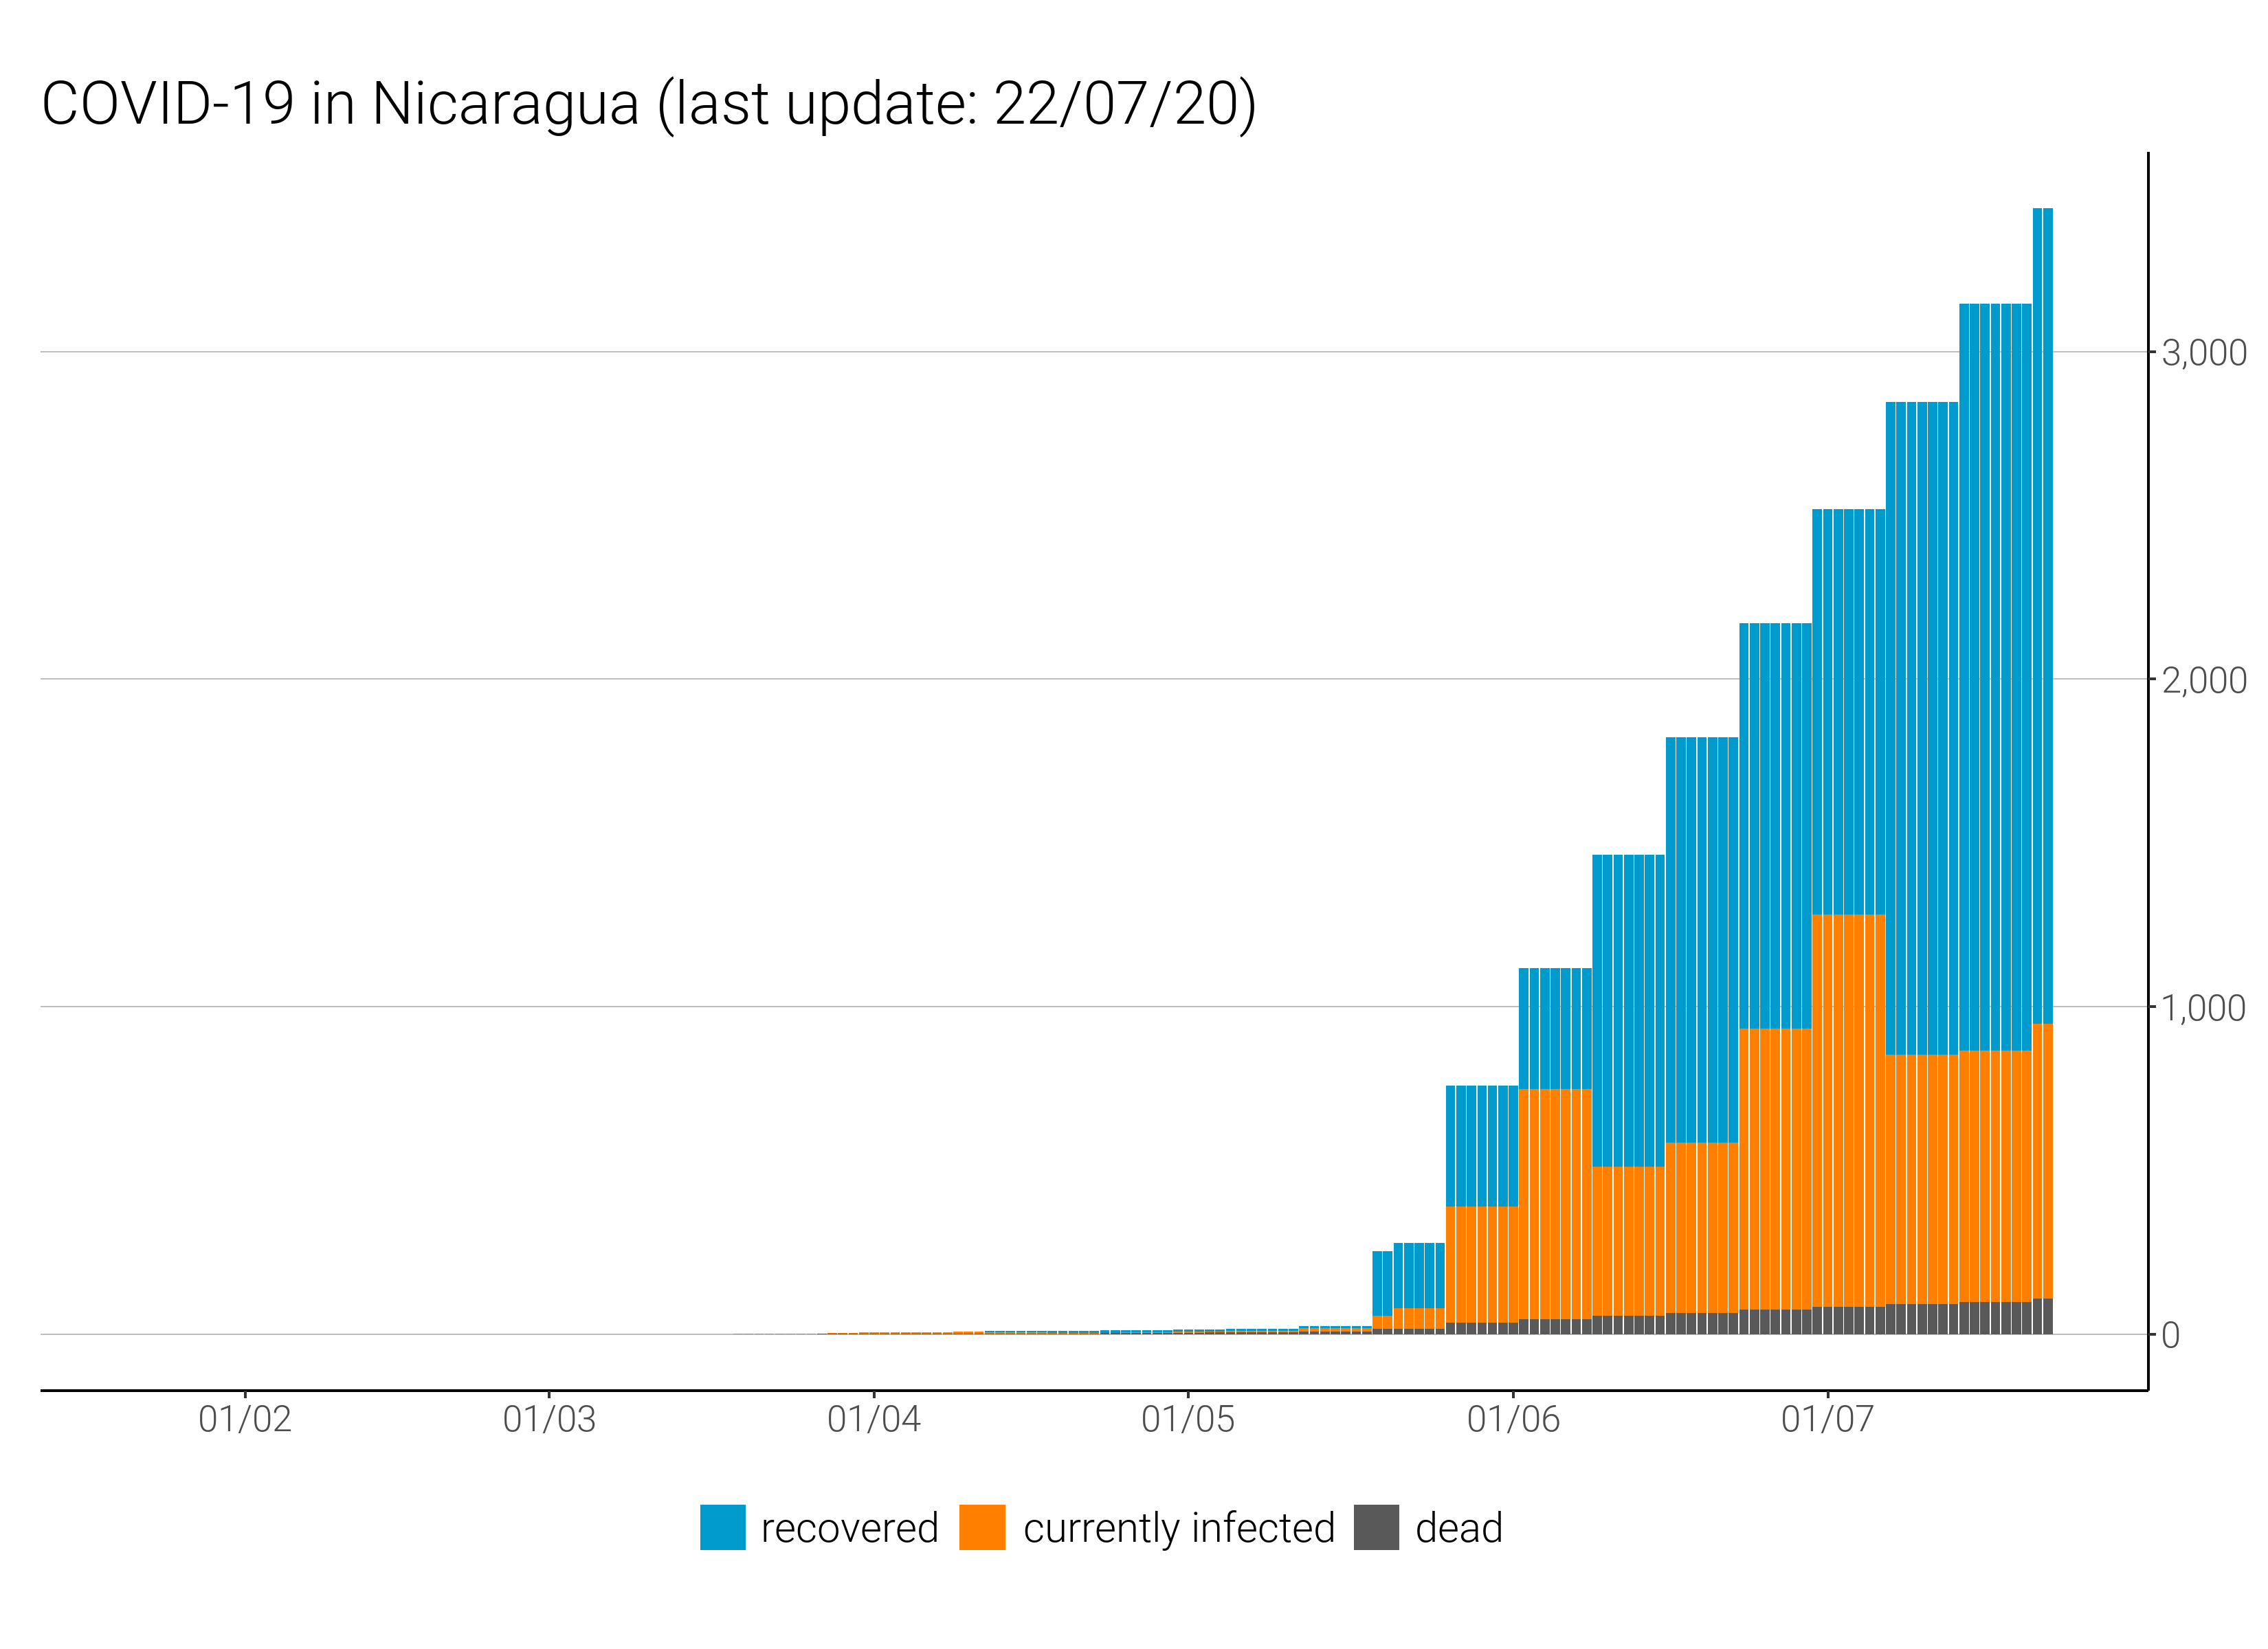 COVID-19 in Nicaragua (last update: 22/07/20)
3,000
2,000
1,000
0
01/02 01/03 01/04 01/05 01/06 01/07
recovered currently infected dead